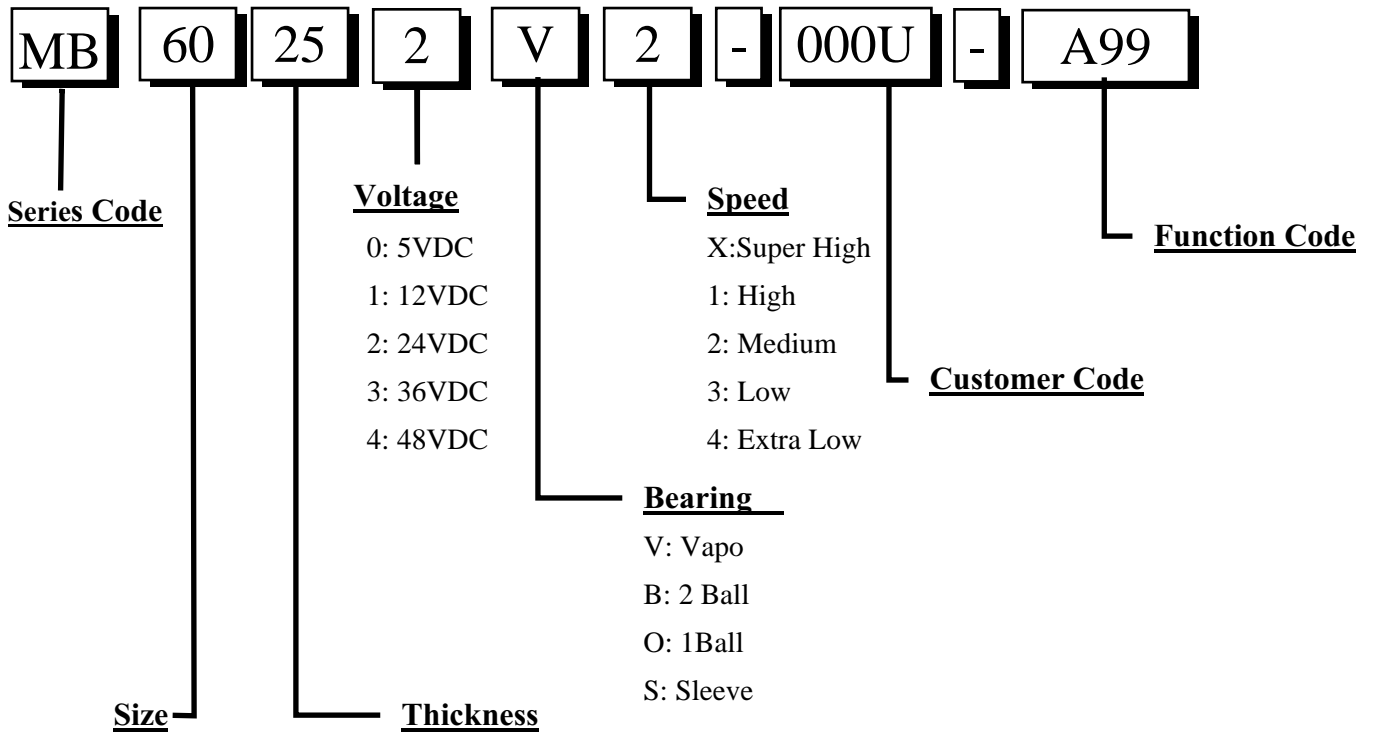 MB 60 25 2 V 2 - 000U - A99
Series Code
Voltage
0: 5VDC
1: 12VDC
2: 24VDC
3: 36VDC
4: 48VDC
Speed
X:Super High
1: High
2: Medium
3: Low
4: Extra Low
Function Code
Customer Code
Bearing
V: Vapo
B: 2 Ball
O: 1Ball
S: Sleeve
Size
Thickness